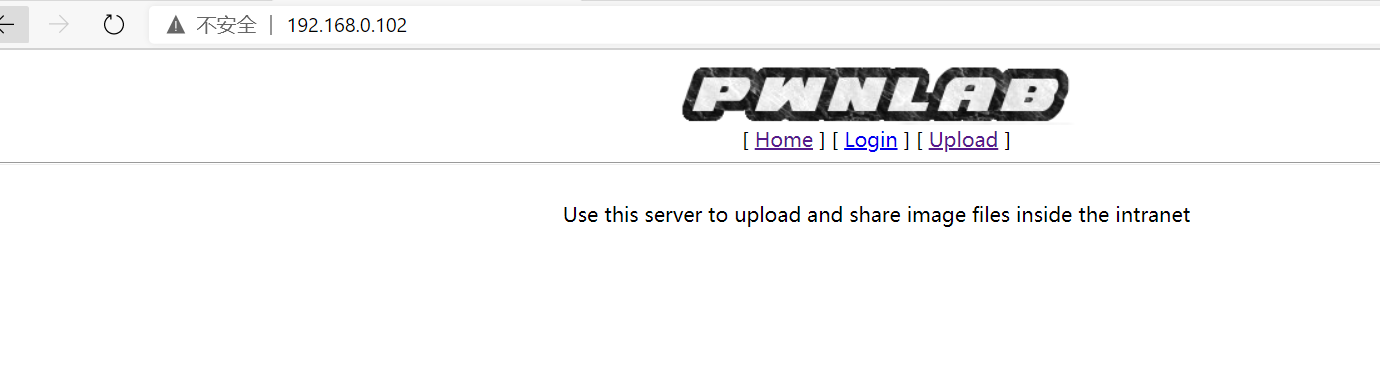 不安全 | 192.168.0.102
PWNLAB
[ Home ] [ Login ] [ Upload ]
Use this server to upload and share image files inside the intranet